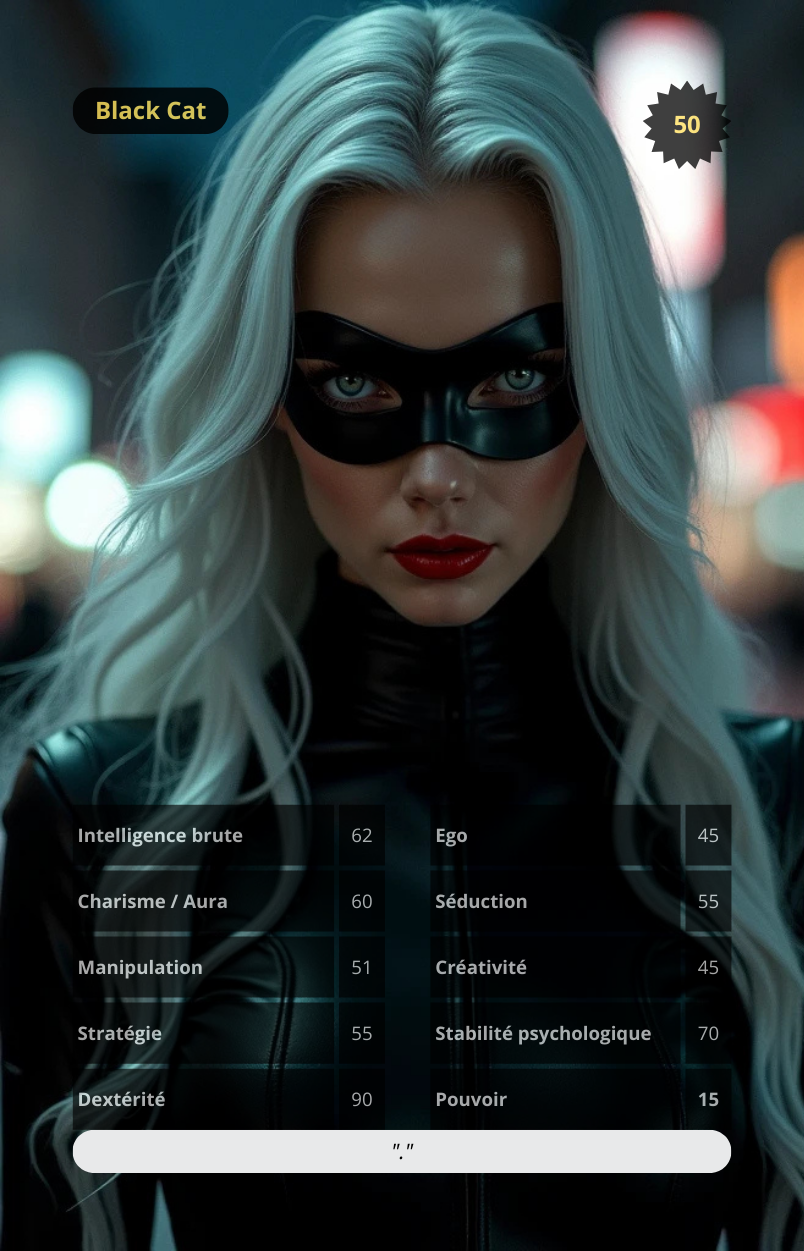 Black Cat
50
Intelligence brute 62
Ego 45
Charisme / Aura 60
Séduction 55
Manipulation 51
Créativité 45
Stratégie 55
Stabilité psychologique 70
Dextérité 90
Pouvoir 15
"."